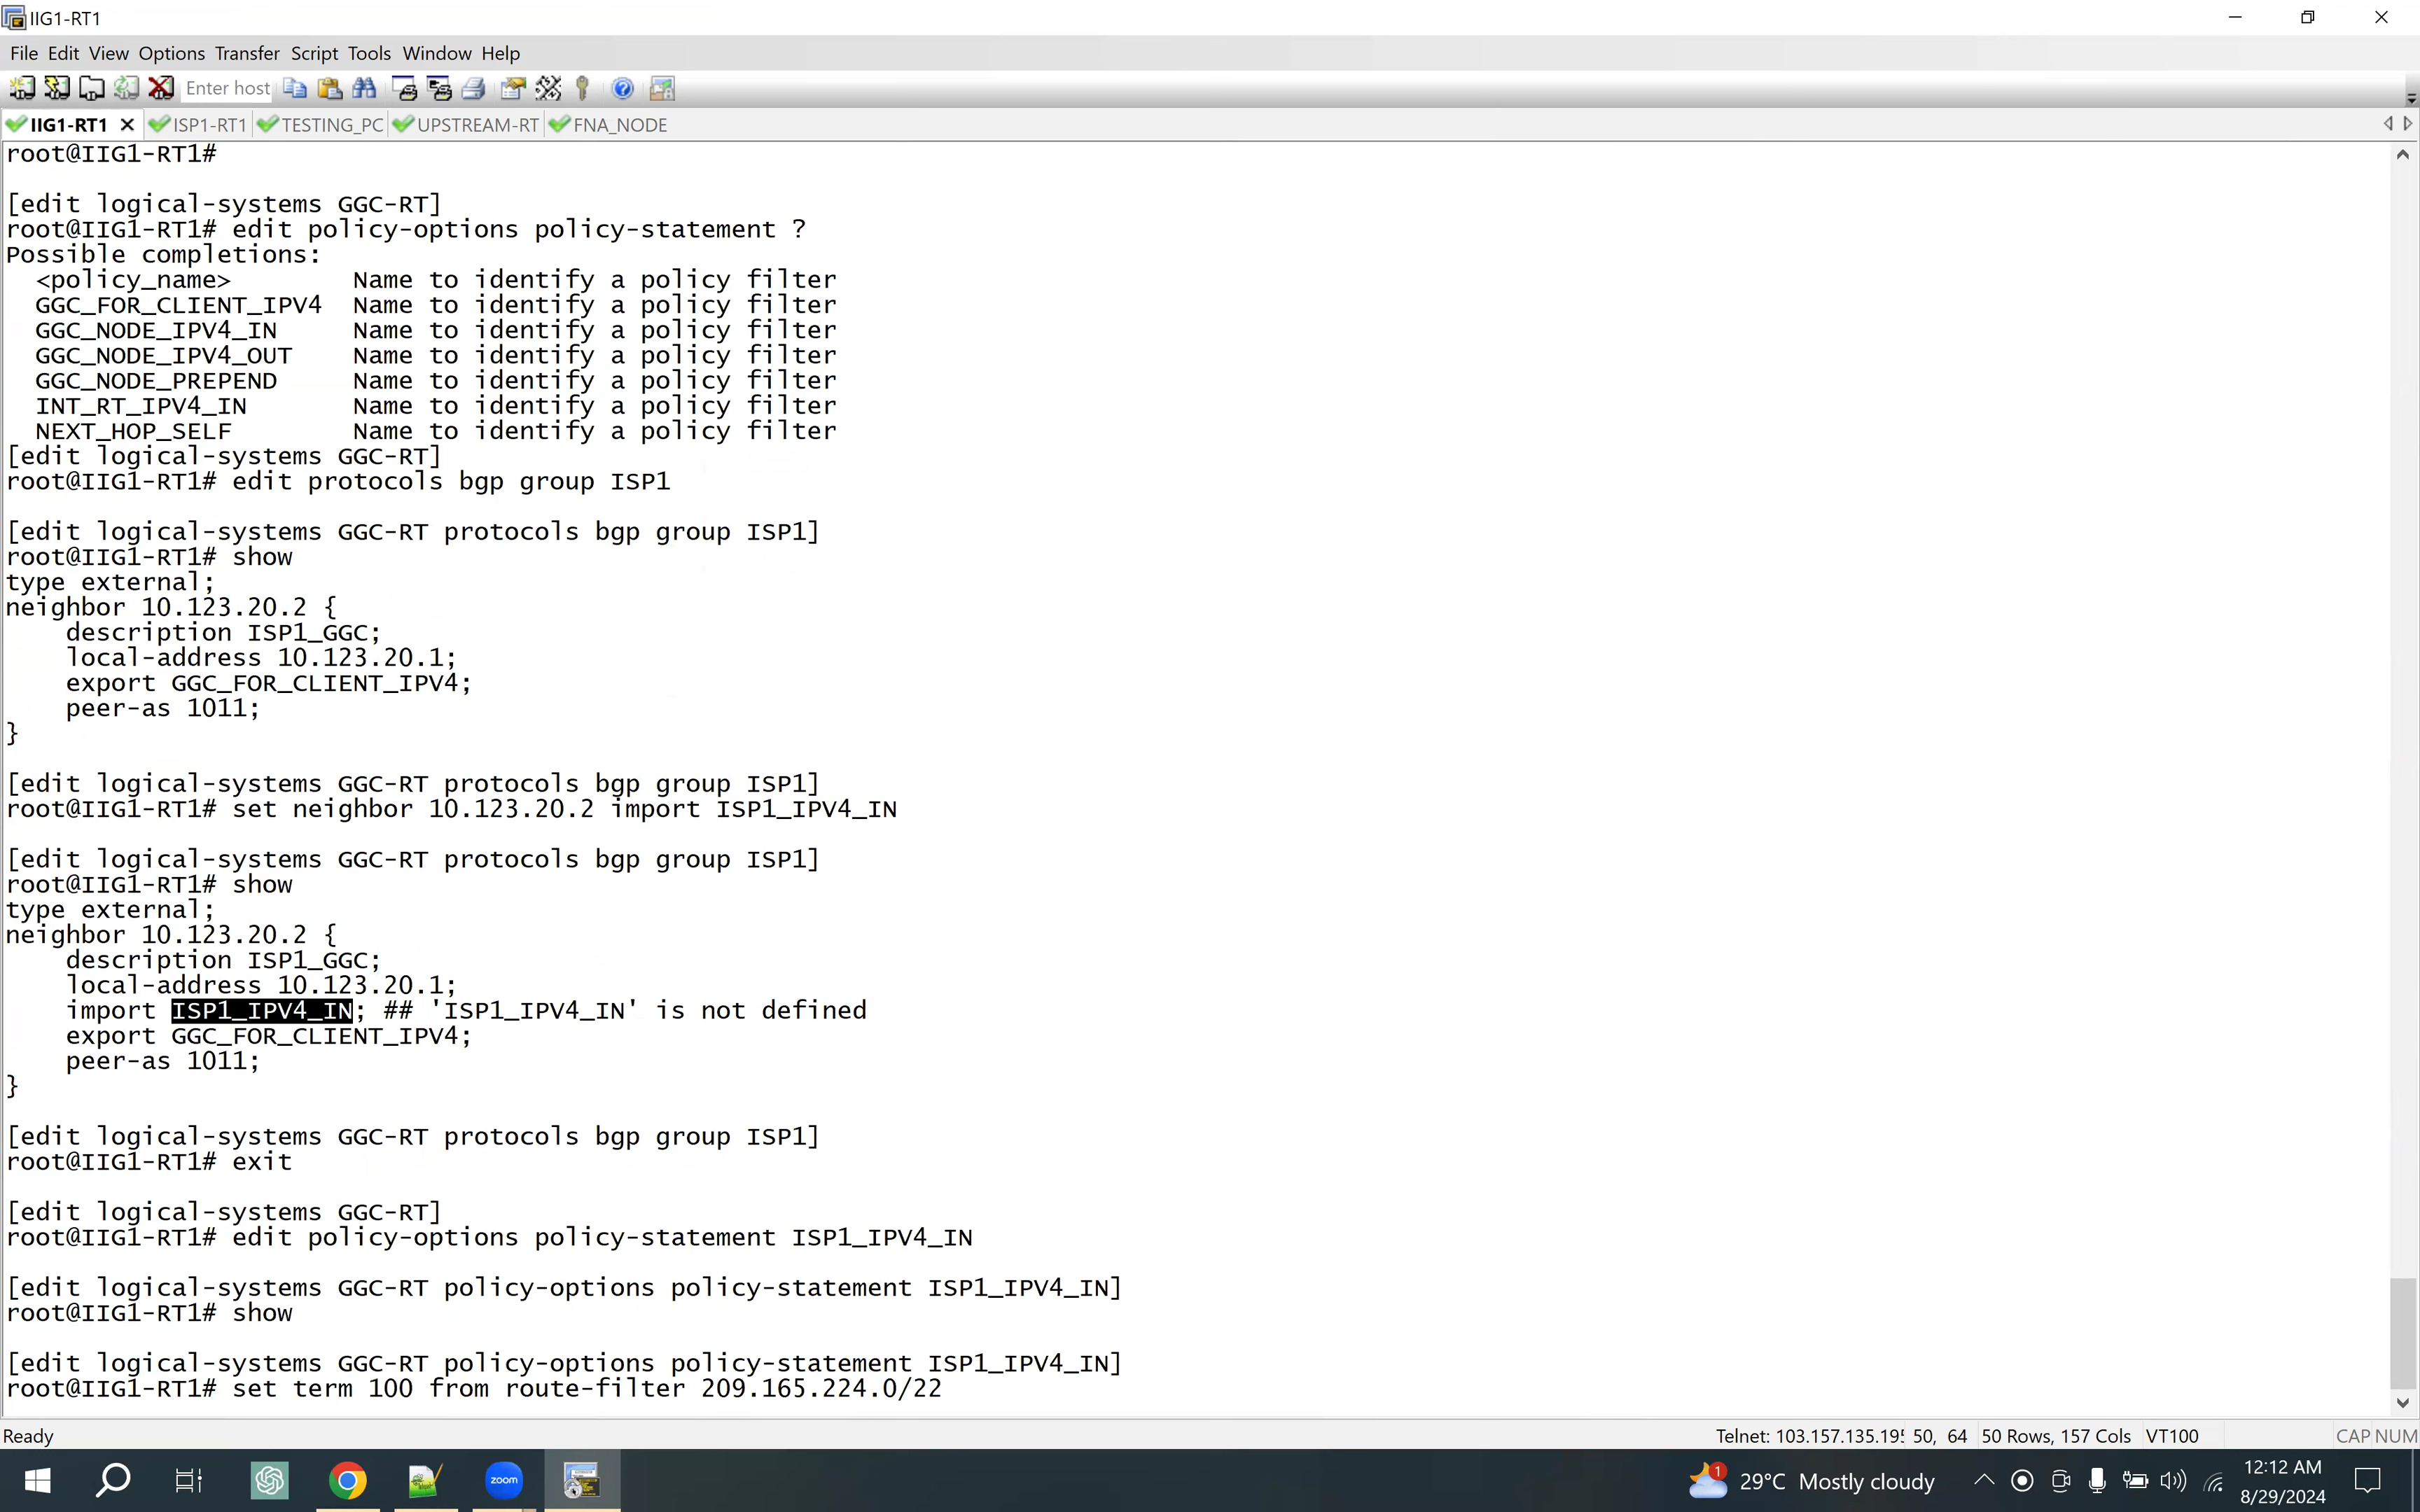 IIG1-RT1
File Edit View Options Transfer Script Tools Window Help
Enter host
IIG1-RT1 ISP1-RT1 TESTING_PC UPSTREAM-RT FNA_NODE
root@IIG1-RT1#
[edit logical-systems GGC-RT]
root@IIG1-RT1# edit policy-options policy-statement ?
Possible completions:
<policy_name> Name to identify a policy filter
GGC_FOR_CLIENT_IPV4 Name to identify a policy filter
GGC_NODE_IPV4_IN Name to identify a policy filter
GGC_NODE_IPV4_OUT Name to identify a policy filter
GGC_NODE_PREPEND Name to identify a policy filter
INT_RT_IPV4_IN Name to identify a policy filter
NEXT_HOP_SELF Name to identify a policy filter
[edit logical-systems GGC-RT]
root@IIG1-RT1# edit protocols bgp group ISP1
[edit logical-systems GGC-RT protocols bgp group ISP1]
root@IIG1-RT1# show
type external;
neighbor 10.123.20.2 {
description ISP1_GGC;
local-address 10.123.20.1;
export GGC_FOR_CLIENT_IPV4;
peer-as 1011;
}
[edit logical-systems GGC-RT protocols bgp group ISP1]
root@IIG1-RT1# set neighbor 10.123.20.2 import ISP1_IPV4_IN
[edit logical-systems GGC-RT protocols bgp group ISP1]
root@IIG1-RT1# show
type external;
neighbor 10.123.20.2 {
description ISP1_GGC;
local-address 10.123.20.1;
import ISP1_IPV4_IN; ## 'ISP1_IPV4_IN' is not defined
export GGC_FOR_CLIENT_IPV4;
peer-as 1011;
}
[edit logical-systems GGC-RT protocols bgp group ISP1]
root@IIG1-RT1# exit
[edit logical-systems GGC-RT]
root@IIG1-RT1# edit policy-options policy-statement ISP1_IPV4_IN
[edit logical-systems GGC-RT policy-options policy-statement ISP1_IPV4_IN]
root@IIG1-RT1# show
[edit logical-systems GGC-RT policy-options policy-statement ISP1_IPV4_IN]
root@IIG1-RT1# set term 100 from route-filter 209.165.224.0/22
Ready Telnet: 103.157.135.195 50, 64 50 Rows, 157 Cols VT100 CAP NUM
zoom 1 29°C Mostly cloudy 12:12 AM
8/29/2024